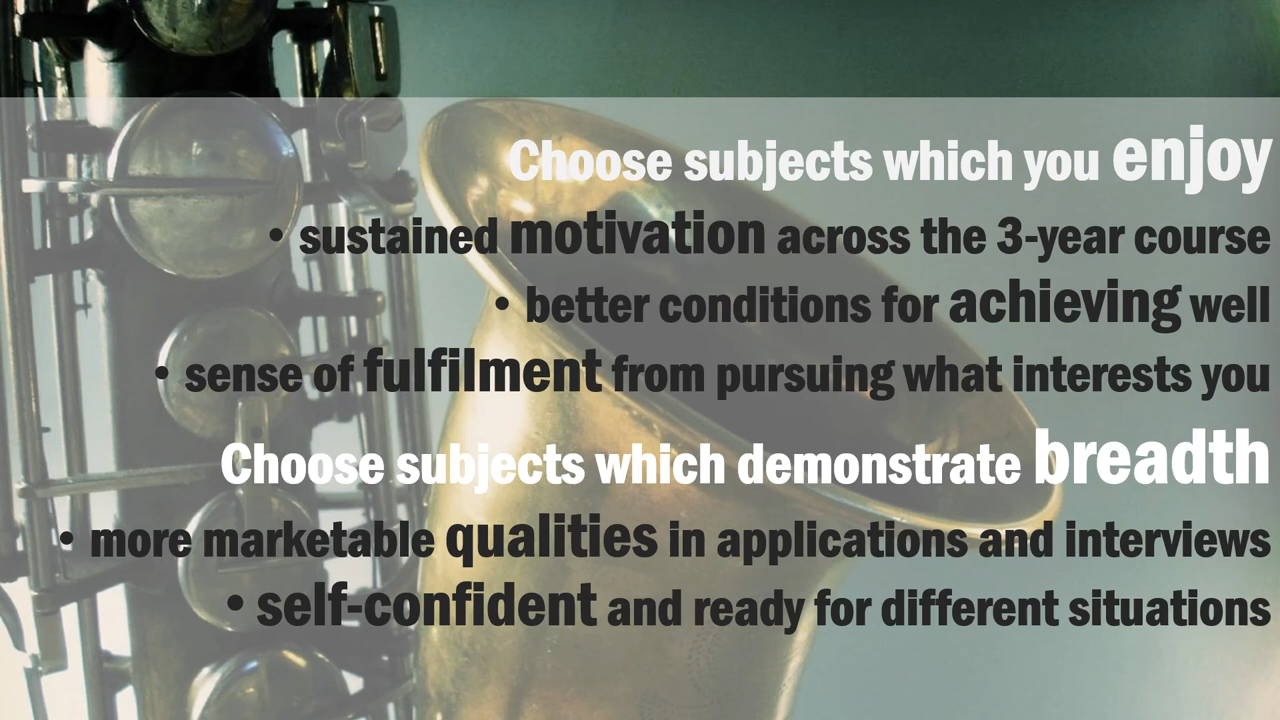 Choose subjects which you enjoy
• sustained motivation across the 3-year course
• better conditions for achieving well
• sense of fulfilment from pursuing what interests you
Choose subjects which demonstrate breadth
• more marketable qualities in applications and interviews
• self-confident and ready for different situations